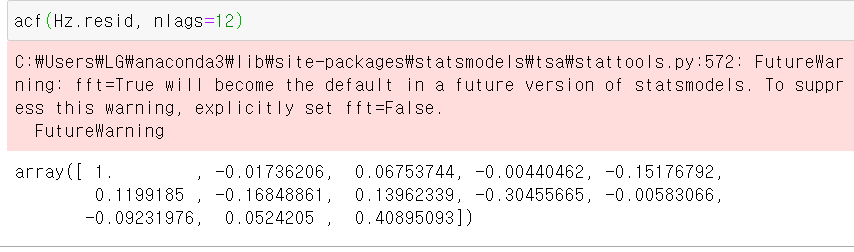 acf(Hz.resid, nlags=12)
C:₩Users₩LG₩anaconda3₩lib₩site-packages₩statsmodels₩tsa₩stattools.py:572: FutureWar
ning: fft=True will become the default in a future version of statsmodels. To suppr
ess this warning, explicitly set fft=False.
  FutureWarning
array([ 1.        , -0.01736206,  0.06753744, -0.00440462, -0.15176792,
        0.1199185 , -0.16848861,  0.13962339, -0.30455665, -0.00583066,
       -0.09231976,  0.0524205 ,  0.40895093])